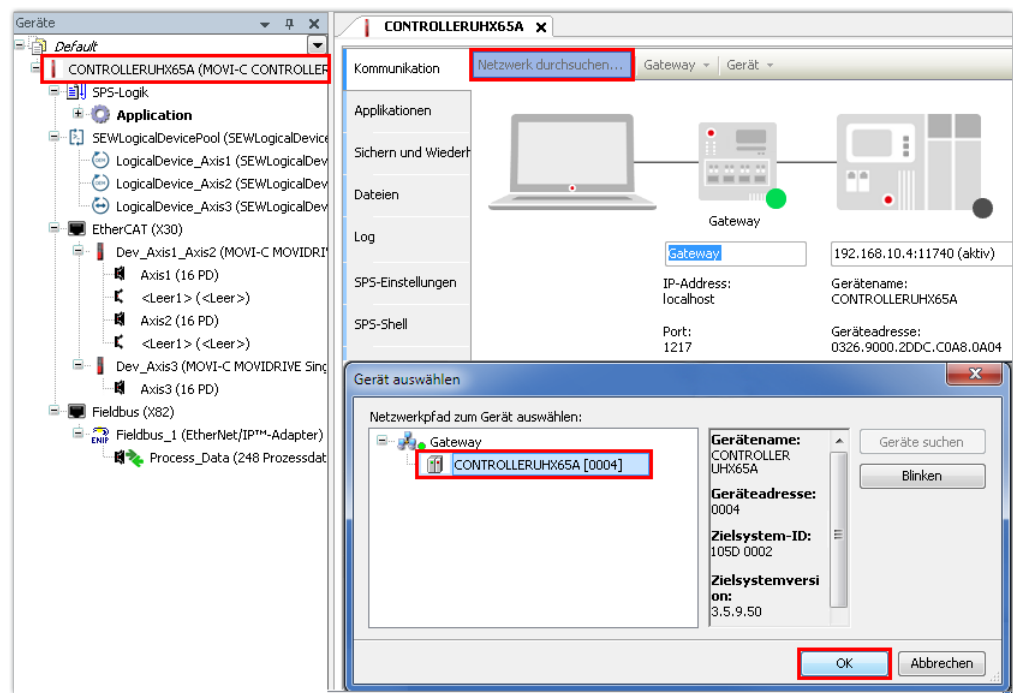 Geräte
Default
CONTROLLERUHX65A (MOVI-C CONTROLLER
SPS-Logik
Application
SEWLogicalDevicePool (SEWLogicalDevice
LogicalDevice_Axis1 (SEWLogicalDev
LogicalDevice_Axis2 (SEWLogicalDev
LogicalDevice_Axis3 (SEWLogicalDev
EtherCAT (X30)
Dev_Axis1_Axis2 (MOVI-C MOVIDRI
Axis1 (16 PD)
<Leer1> (<Leer>)
Axis2 (16 PD)
<Leer1> (<Leer>)
Dev_Axis3 (MOVI-C MOVIDRIVE Sing
Axis3 (16 PD)
Fieldbus (X82)
ENIP Fieldbus_1 (EtherNet/IP™-Adapter)
Process_Data (248 Prozessdat
CONTROLLERUHX65A
Kommunikation
Applikationen
Sichern und Wiederh
Dateien
Log
SPS-Einstellungen
SPS-Shell
Netzwerk durchsuchen... Gateway Gerät
Gateway
Gateway
IP-Address:
localhost
Port:
1217
192.168.10.4:11740 (aktiv)
Gerätename:
CONTROLLERUHX65A
Geräteadresse:
0326.9000.2DDC.C0A8.0A04
Gerät auswählen
Netzwerkpfad zum Gerät auswählen:
Gateway
CONTROLLERUHX65A [0004]
Gerätename:
CONTROLLER
UHX65A
Geräteadresse:
0004
Zielsystem-ID:
105D 0002
Zielsystemversi
on:
3.5.9.50
Geräte suchen
Blinken
OK
Abbrechen